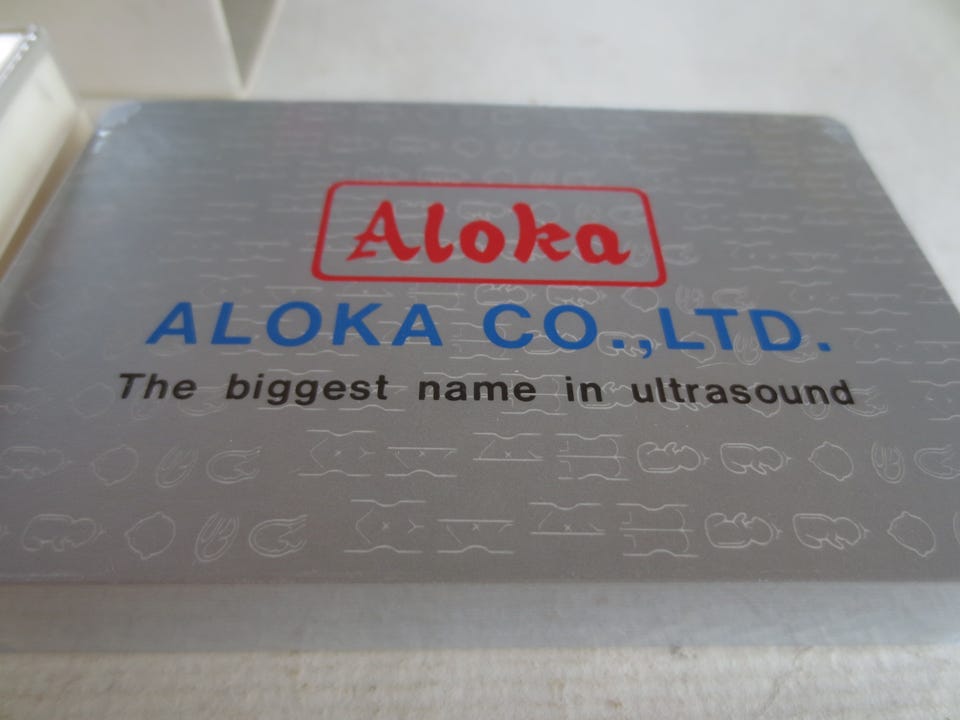 Aloka
ALOKA CO.,LTD.
The biggest name in ultrasound